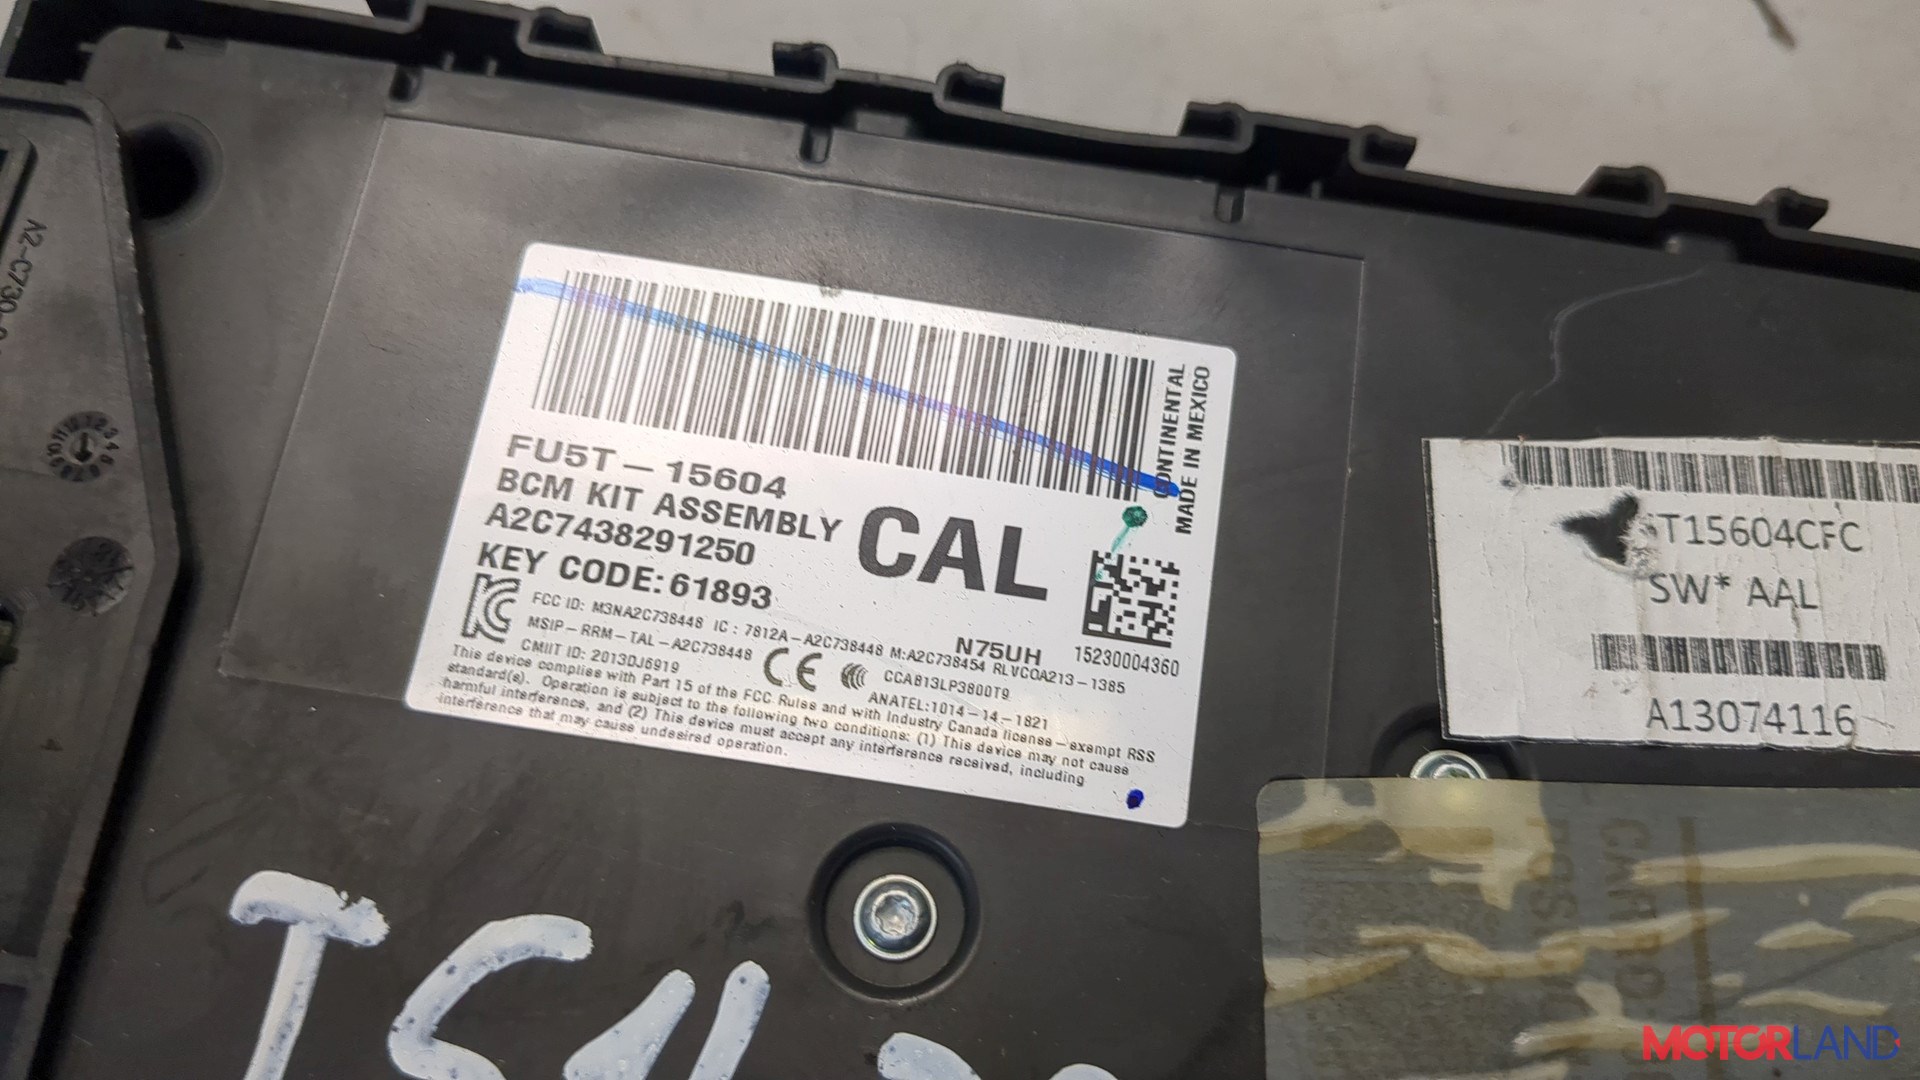 FU5T-15604
BCM KIT ASSEMBLY
A2C7438291250
KEY CODE: 61893
CAL
CONTINENTAL
MADE IN MEXICO
FCC ID: M3NA2C738448 IC : 7812A-A2C738448 M:A2C738454 RLVCOA213-1385
N75UH
15230004360
MSIP-RRM-TAL-A2C738448
CMIIT ID: 2013DJ6919
CE
CCAB13LP3800T9
ANATEL:1014-14-1821
This device complies with Part 15 of the FCC Rules and with Industry Canada license-exempt RSS
standard(s). Operation is subject to the following two conditions: (1) This device may not cause
harmful interference, and (2) This device must accept any interference received, including
interference that may cause undesired operation.
T15604CFC
SW* AAL
A13074116
MOTORLAND